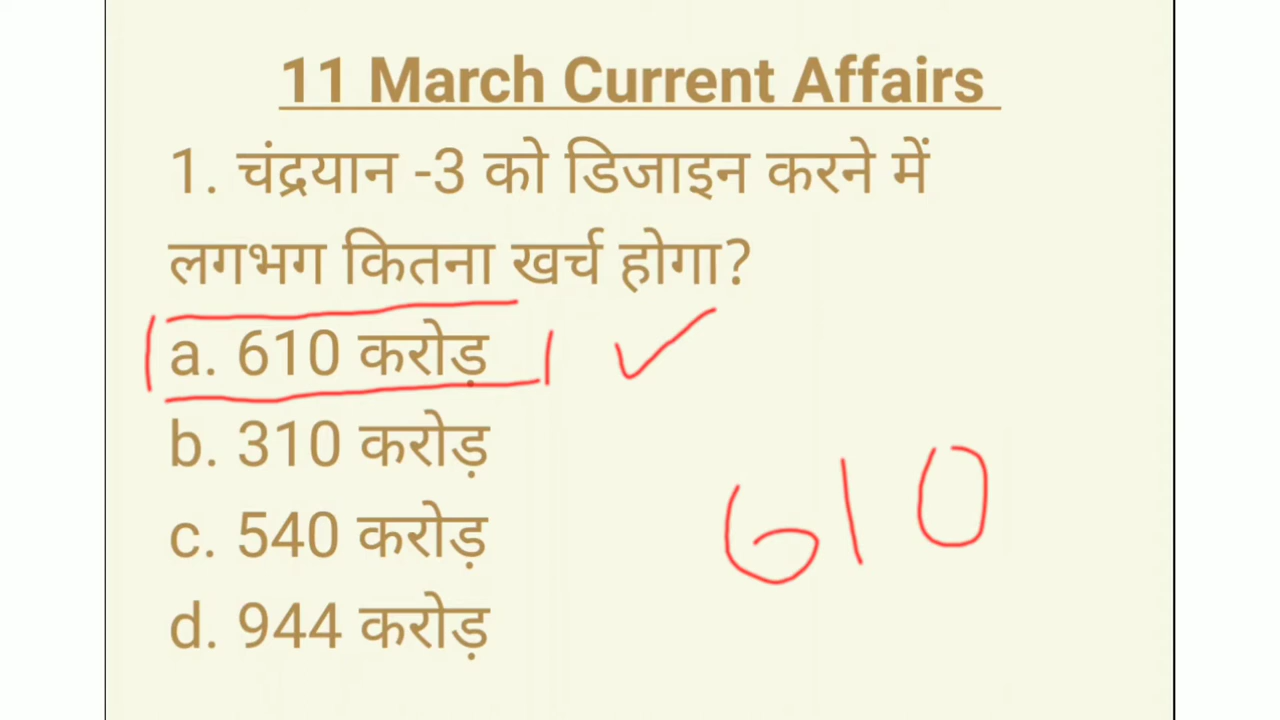 11 March Current Affairs
1. चंद्रयान -3 को डिजाइन करने में
लगभग कितना खर्च होगा?
a. 610 करोड़
b. 310 करोड़
c. 540 करोड़
d. 944 करोड़
610